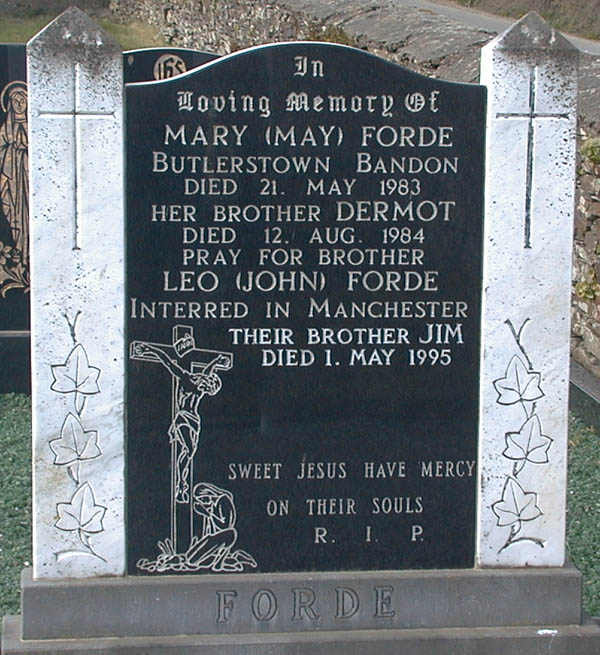 IHS
In
Loving Memory Of
MARY (MAY) FORDE
BUTLERSTOWN BANDON
DIED 21. MAY 1983
HER BROTHER DERMOT
DIED 12. AUG. 1984
PRAY FOR BROTHER
LEO (JOHN) FORDE
INTERRED IN MANCHESTER
THEIR BROTHER JIM
DIED 1. MAY 1995
INRI
SWEET JESUS HAVE MERCY
ON THEIR SOULS
R. I. P.
FORDE